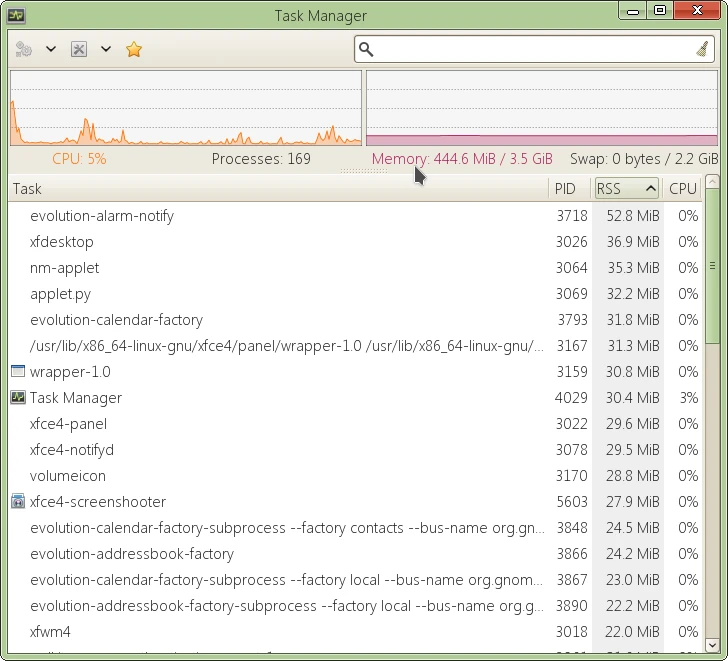 Task Manager
CPU: 5% Processes: 169 Memory: 444.6 MiB / 3.5 GiB Swap: 0 bytes / 2.2 GiB
Task PID RSS CPU
evolution-alarm-notify 3718 52.8 MiB 0%
xfdesktop 3026 36.9 MiB 0%
nm-applet 3064 35.3 MiB 0%
applet.py 3069 32.2 MiB 0%
evolution-calendar-factory 3793 31.8 MiB 0%
/usr/lib/x86_64-linux-gnu/xfce4/panel/wrapper-1.0 /usr/lib/x86_64-linux-gnu/... 3167 31.3 MiB 0%
wrapper-1.0 3159 30.8 MiB 0%
Task Manager 4029 30.4 MiB 3%
xfce4-panel 3022 29.6 MiB 0%
xfce4-notifyd 3078 29.5 MiB 0%
volumeicon 3170 28.8 MiB 0%
xfce4-screenshooter 5603 27.9 MiB 0%
evolution-calendar-factory-subprocess --factory contacts --bus-name org.gn... 3848 24.5 MiB 0%
evolution-addressbook-factory 3866 24.2 MiB 0%
evolution-calendar-factory-subprocess --factory local --bus-name org.gnom... 3867 23.0 MiB 0%
evolution-addressbook-factory-subprocess --factory local --bus-name org.g... 3890 22.2 MiB 0%
xfwm4 3018 22.0 MiB 0%